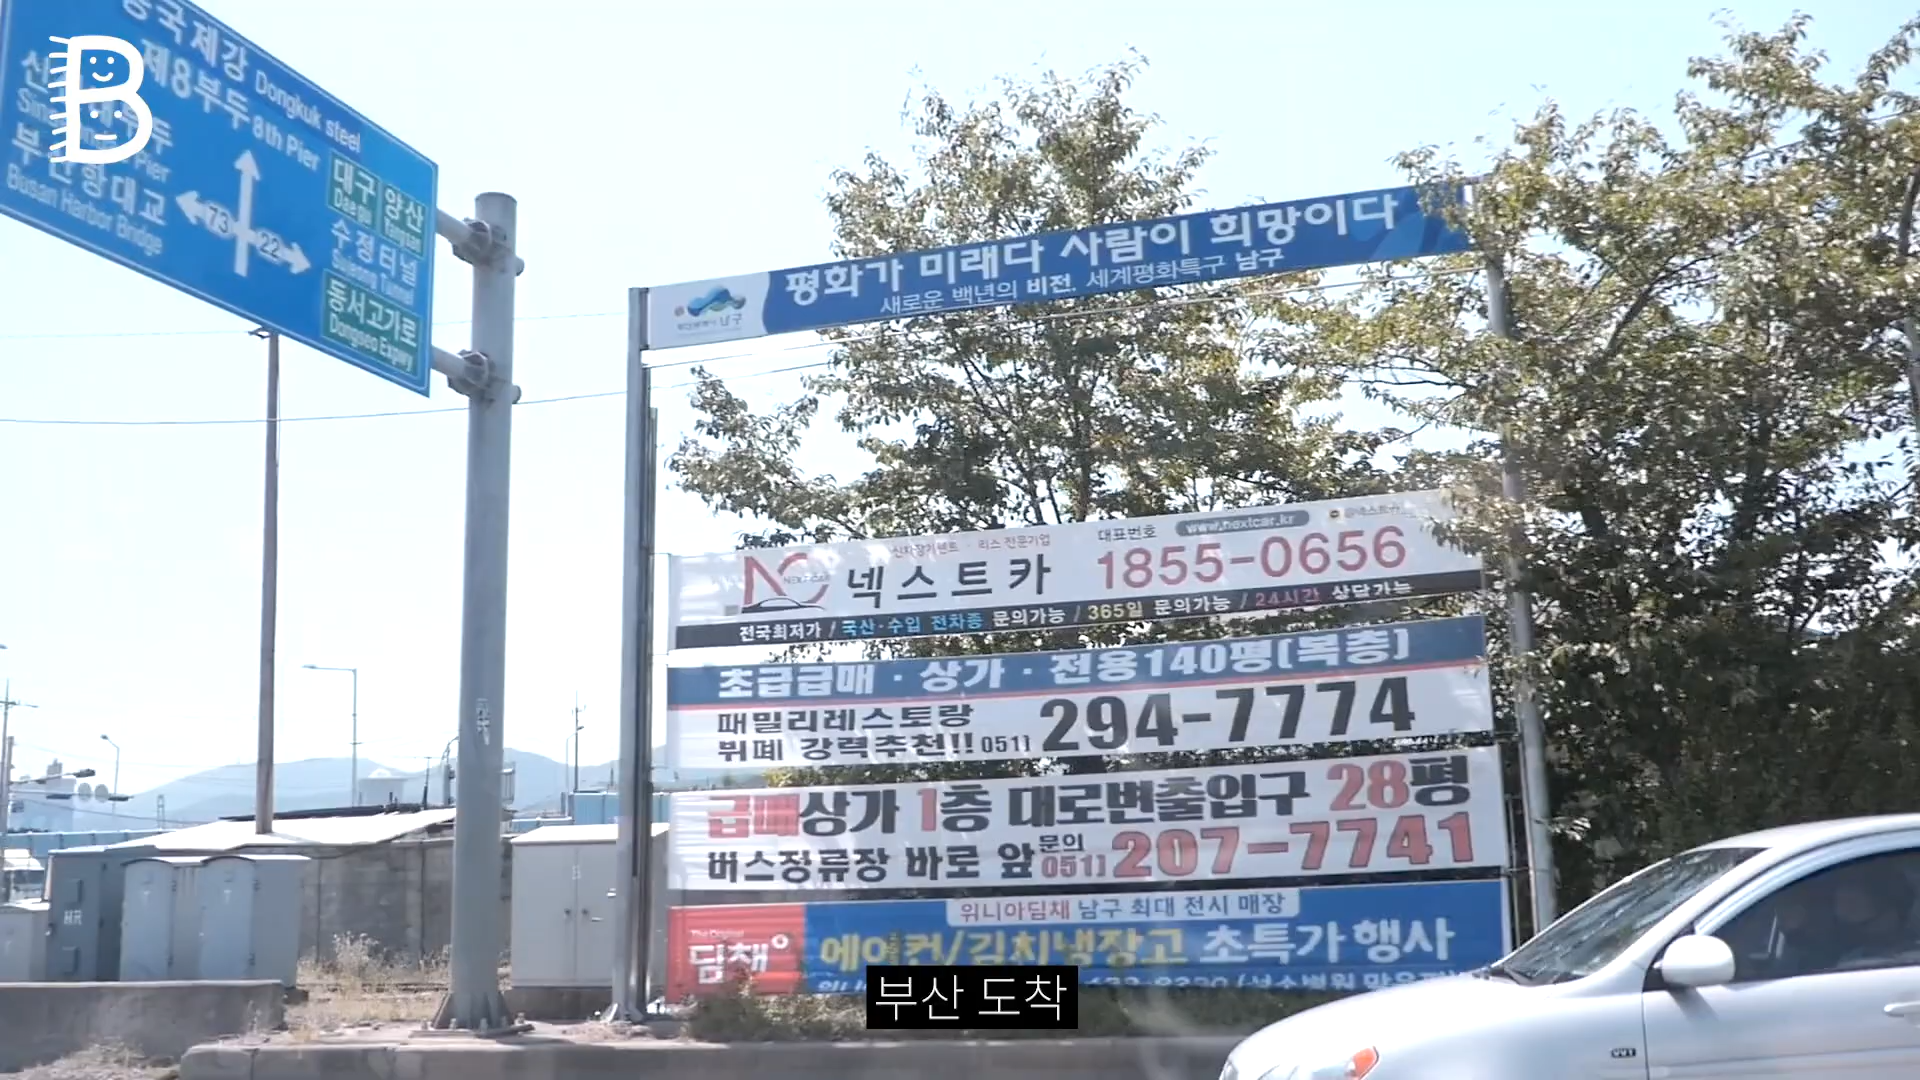 동국제강 Dongkuk steel
제8부두 8th Pier
부산항대교
Busan Harbor Bridge
73
22
대구 양산
Daegu Yangsan
수정터널
Sujeong Tunnel
동서고가로
Dongseo Expwy
평화가 미래다 사람이 희망이다
새로운 백년의 비전, 세계평화특구 남구
남구
신차장기렌트 · 리스 전문기업
대표번호 www.nextcar.kr
NEXT CAR 넥스트카 1855-0656
전국최저가 / 국산·수입 전차종 문의가능 / 365일 문의가능 / 24시간 상담가능
초급급매 · 상가 · 전용140평(복층)
패밀리레스토랑
뷔페 강력추천!! 051) 294-7774
급매상가 1층 대로변출입구 28평
버스정류장 바로 앞 문의 051) 207-7741
위니아딤채 남구 최대 전시 매장
The Original
딤채 에어컨/김치냉장고 초특가 행사
부산 도착
HR
VVT
B